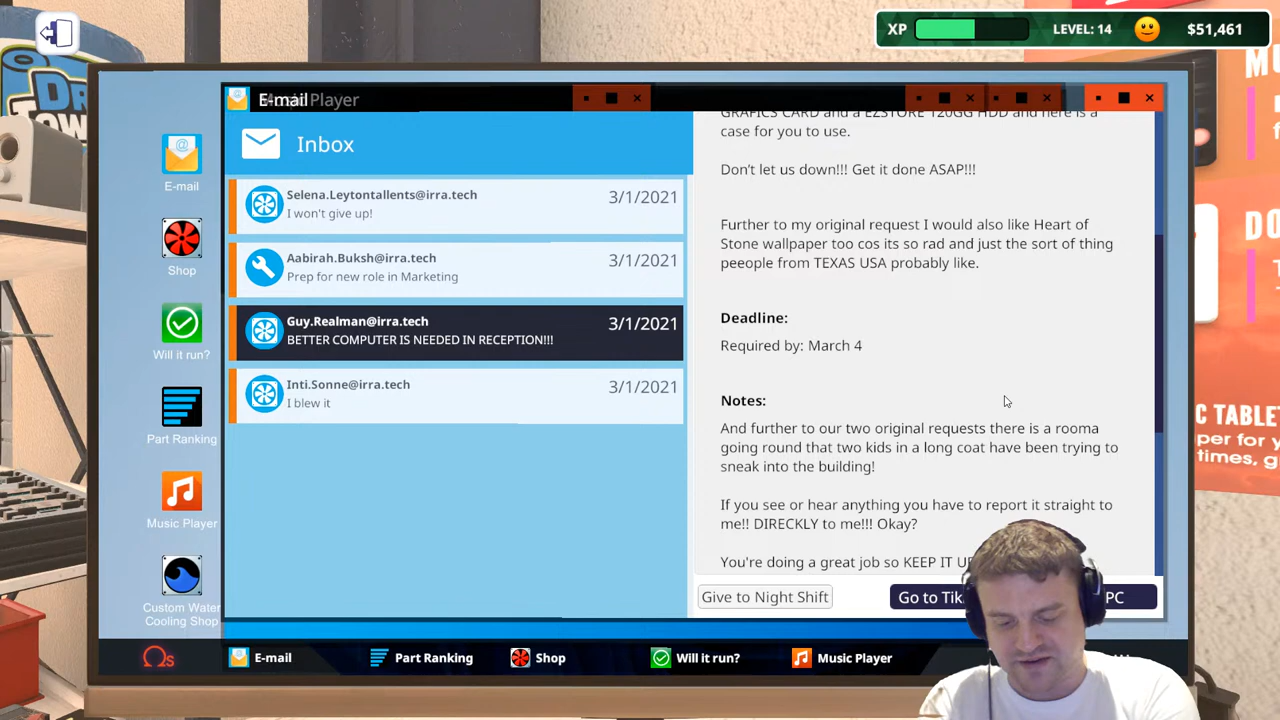 XP
LEVEL: 14
$51,461
E-mail
Inbox
Selena.Leytontallents@irra.tech
3/1/2021
I won't give up!
Aabirah.Buksh@irra.tech
3/1/2021
Prep for new role in Marketing
Guy.Realman@irra.tech
3/1/2021
BETTER COMPUTER IS NEEDED IN RECEPTION!!!
Inti.Sonne@irra.tech
3/1/2021
I blew it
E-mail
Shop
Will it run?
Part Ranking
Music Player
Custom Water
Cooling Shop
GRAFICS CARD and a EZSTORE 120GG HDD and here is a
case for you to use.
Don't let us down!!! Get it done ASAP!!!
Further to my original request I would also like Heart of
Stone wallpaper too cos its so rad and just the sort of thing
peeople from TEXAS USA probably like.
Deadline:
Required by: March 4
Notes:
And further to our two original requests there is a rooma
going round that two kids in a long coat have been trying to
sneak into the building!
If you see or hear anything you have to report it straight to
me!! DIRECKLY to me!!! Okay?
You're doing a great job so KEEP IT
Give to Night Shift
Go to
PC
E-mail
Part Ranking
Shop
Will it run?
Music Player